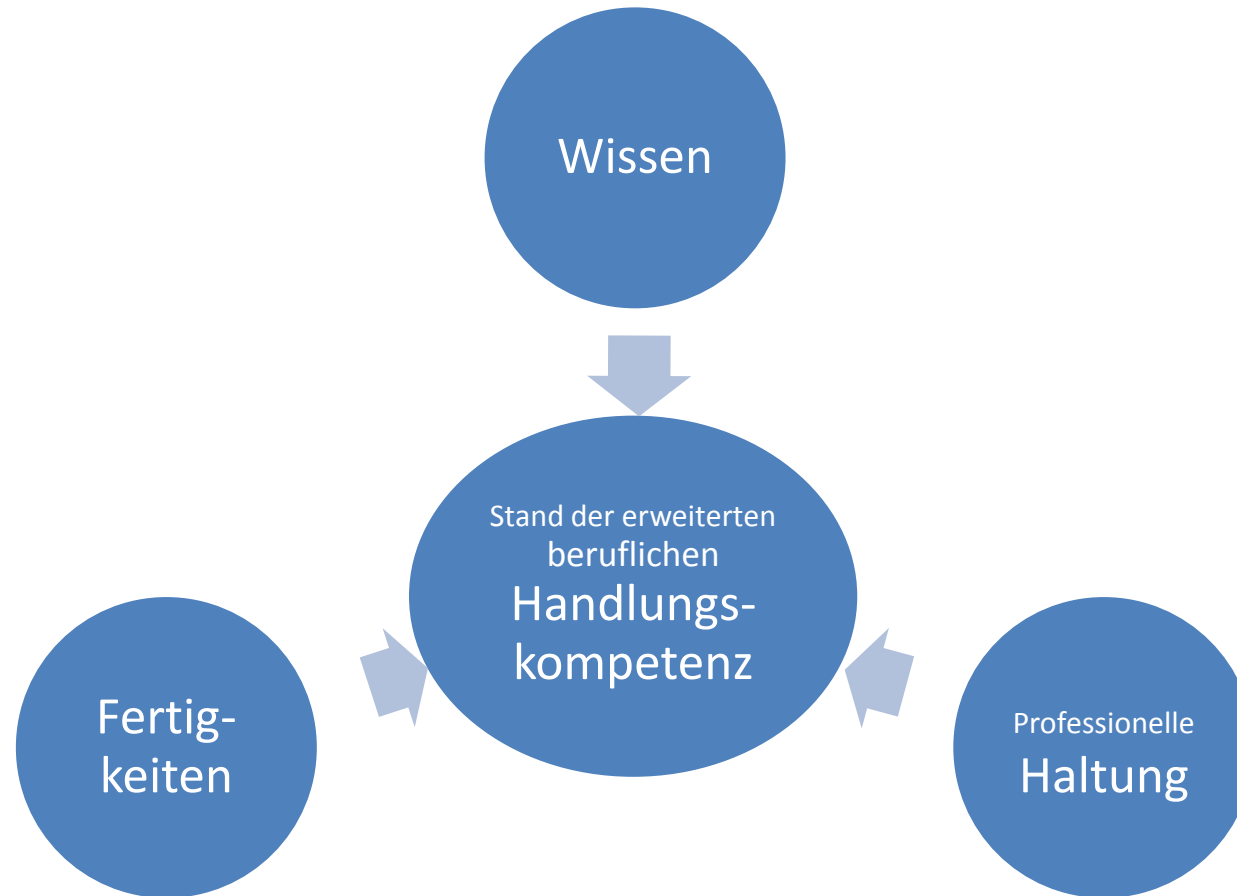 Wissen
Stand der erweiterten
beruflichen
Handlungs-
kompetenz
Fertig-
keiten
Professionelle
Haltung